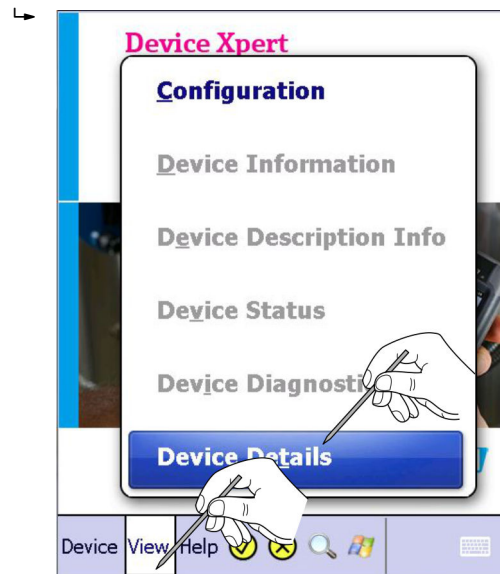 Device Xpert
Configuration
Device Information
Device Description Info
Device Status
Device Diagnosti
Device Details
Device View Help